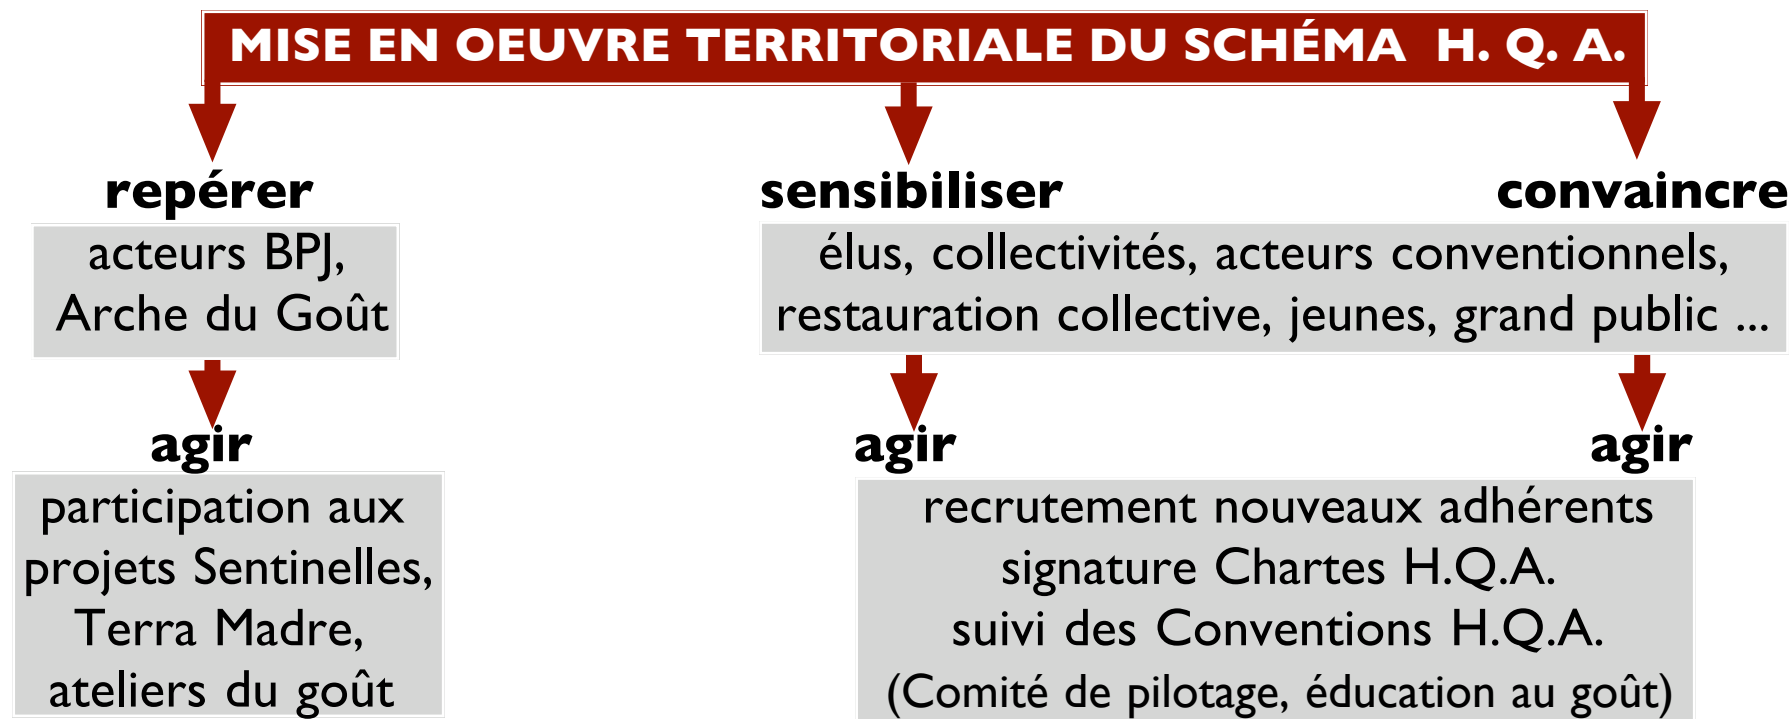 MISE EN OEUVRE TERRITORIALE DU SCHÉMA H. Q. A.
repérer
acteurs BPJ,
Arche du Goût
agir
participation aux
projets Sentinelles,
Terra Madre,
ateliers du goût
sensibiliser
convaincre
élus, collectivités, acteurs conventionnels,
restauration collective, jeunes, grand public ...
agir
agir
recrutement nouveaux adhérents
signature Chartes H.Q.A.
suivi des Conventions H.Q.A.
(Comité de pilotage, éducation au goût)